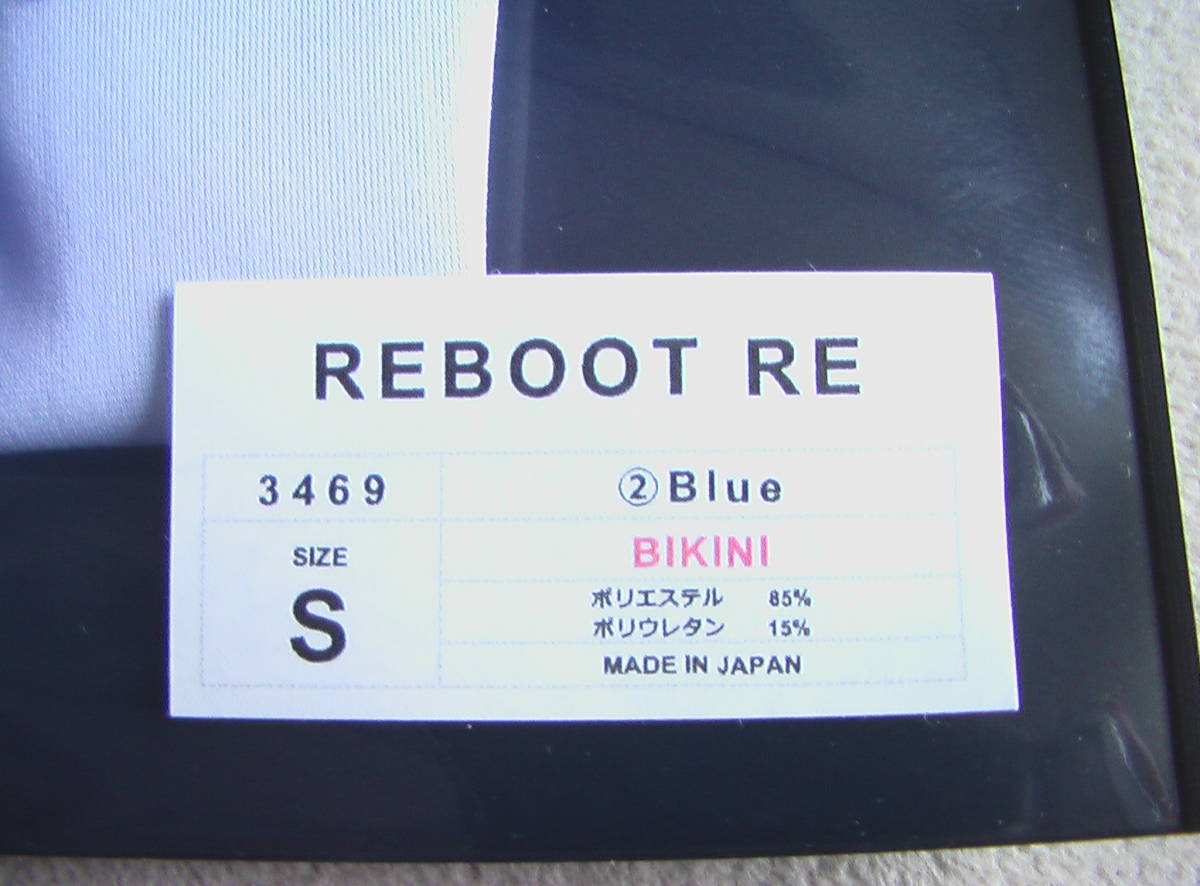 REBOOT RE
3469
②Blue
SIZE
S
BIKINI
ポリエステル 85%
ポリウレタン 15%
MADE IN JAPAN